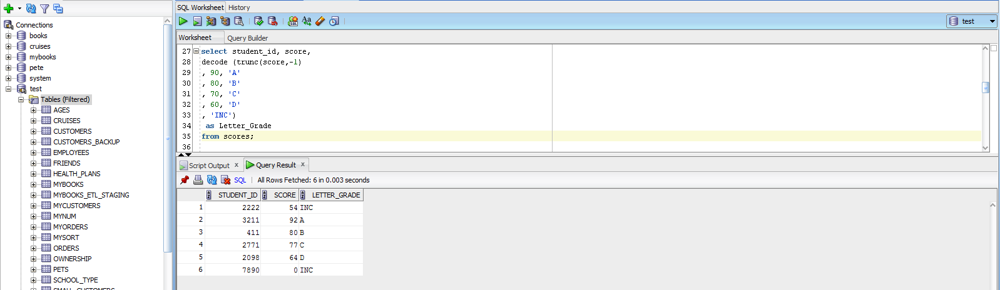 Connections
books
cruises
mybooks
pete
system
test
Tables (Filtered)
AGES
CRUISES
CUSTOMERS
CUSTOMERS_BACKUP
EMPLOYEES
FRIENDS
HEALTH_PLANS
MYBOOKS
MYBOOKS_ETL_STAGING
MYCUSTOMERS
MYNUM
MYORDERS
MYSORT
ORDERS
OWNERSHIP
PETS
SCHOOL_TYPE
SQL Worksheet History
test
Worksheet Query Builder
27 select student_id, score,
28 decode (trunc(score,-1)
29 , 90, 'A'
30 , 80, 'B'
31 , 70, 'C'
32 , 60, 'D'
33 , 'INC')
34 as Letter_Grade
35 from scores;
36
Script Output x Query Result x
SQL All Rows Fetched: 6 in 0.003 seconds
STUDENT_ID SCORE LETTER_GRADE
1 2222 54 INC
2 3211 92 A
3 411 80 B
4 2771 77 C
5 2098 64 D
6 7890 0 INC